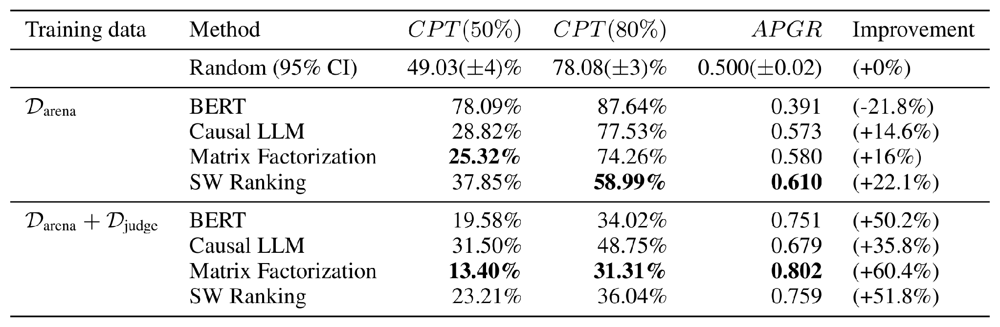 Training data Method CPT(50%) CPT(80%) APGR Improvement
Random (95% CI) 49.03(±4)% 78.08(±3)% 0.500(±0.02) (+0%)
𝒟arena BERT 78.09% 87.64% 0.391 (-21.8%)
Causal LLM 28.82% 77.53% 0.573 (+14.6%)
Matrix Factorization 25.32% 74.26% 0.580 (+16%)
SW Ranking 37.85% 58.99% 0.610 (+22.1%)
𝒟arena + 𝒟judge BERT 19.58% 34.02% 0.751 (+50.2%)
Causal LLM 31.50% 48.75% 0.679 (+35.8%)
Matrix Factorization 13.40% 31.31% 0.802 (+60.4%)
SW Ranking 23.21% 36.04% 0.759 (+51.8%)